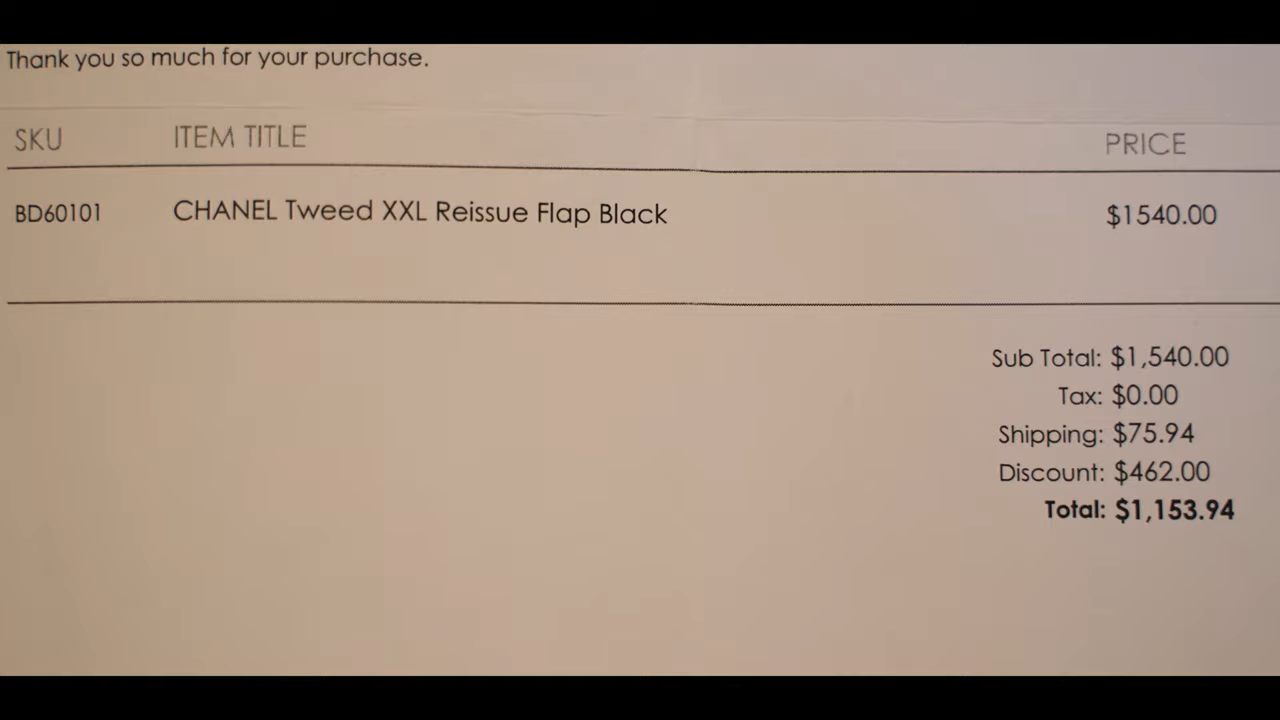 Thank you so much for your purchase.
SKU ITEM TITLE PRICE
BD60101 CHANEL Tweed XXL Reissue Flap Black $1540.00
Sub Total: $1,540.00
Tax: $0.00
Shipping: $75.94
Discount: $462.00
Total: $1,153.94